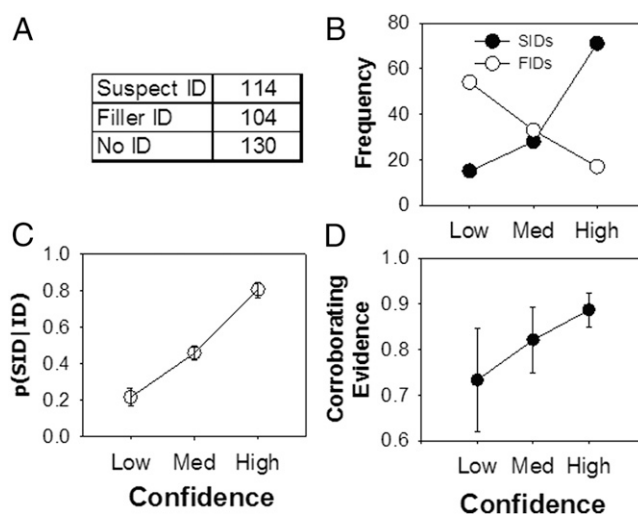 A
Suspect ID 114
Filler ID 104
No ID 130
B
80
60
40
20
0
Frequency
SIDs
FIDs
Low Med High
C
1.0
0.8
0.6
0.4
0.2
0.0
p(SID|ID)
Low Med High
Confidence
D
1.0
0.9
0.8
0.7
0.6
Corroborating
Evidence
Low Med High
Confidence